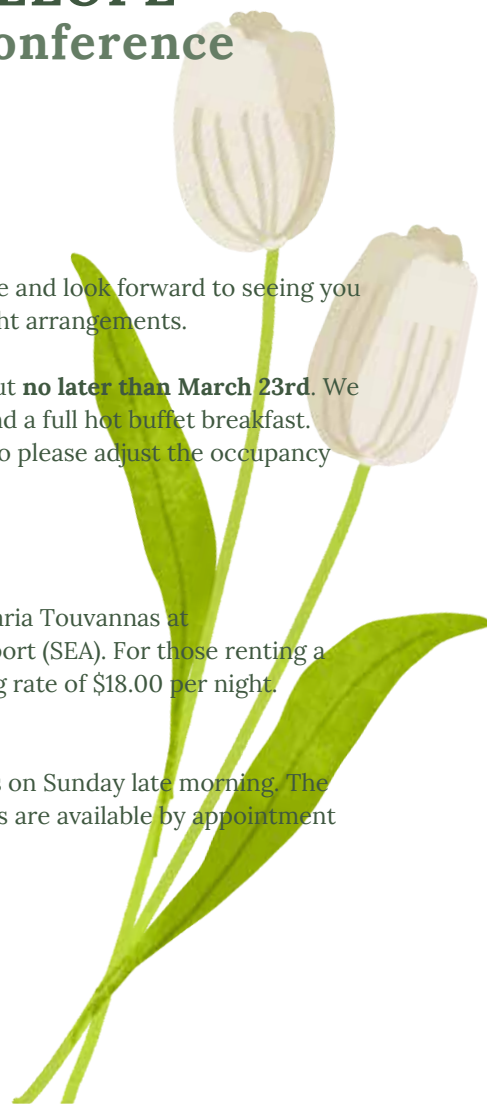 onference
e and look forward to seeing you
ht arrangements.
ut no later than March 23rd. We
nd a full hot buffet breakfast.
o please adjust the occupancy
aria Touvannas at
port (SEA). For those renting a
g rate of $18.00 per night.
s on Sunday late morning. The
s are available by appointment